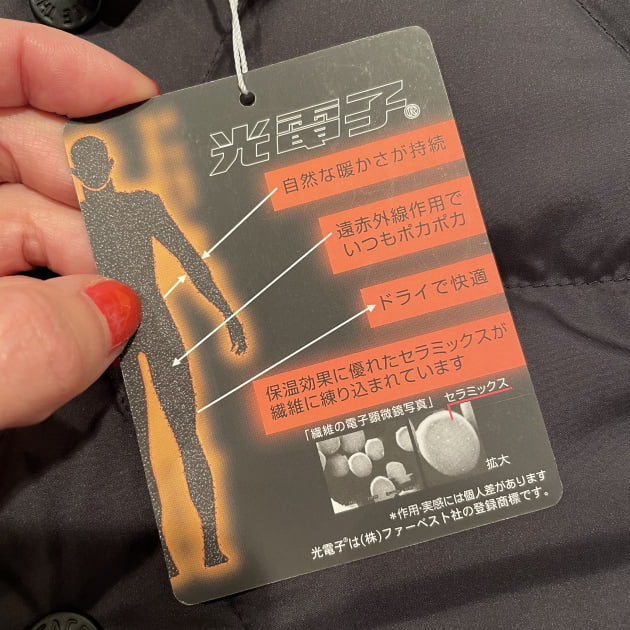 光電子®
自然な暖かさが持続
遠赤外線作用で
いつもポカポカ
ドライで快適
保温効果に優れたセラミックスが
繊維に練り込まれています
「繊維の電子顕微鏡写真」
セラミックス
拡大
*作用・実感には個人差があります
光電子®は(株)ファーベスト社の登録商標です。